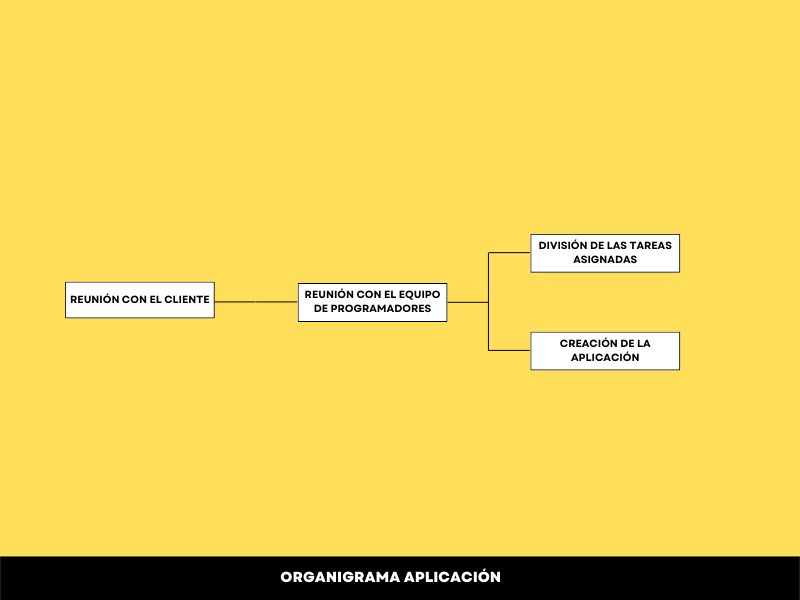 DIVISIÓN DE LAS TAREAS
ASIGNADAS
REUNIÓN CON EL CLIENTE
REUNIÓN CON EL EQUIPO
DE PROGRAMADORES
CREACIÓN DE LA
APLICACIÓN
ORGANIGRAMA APLICACIÓN